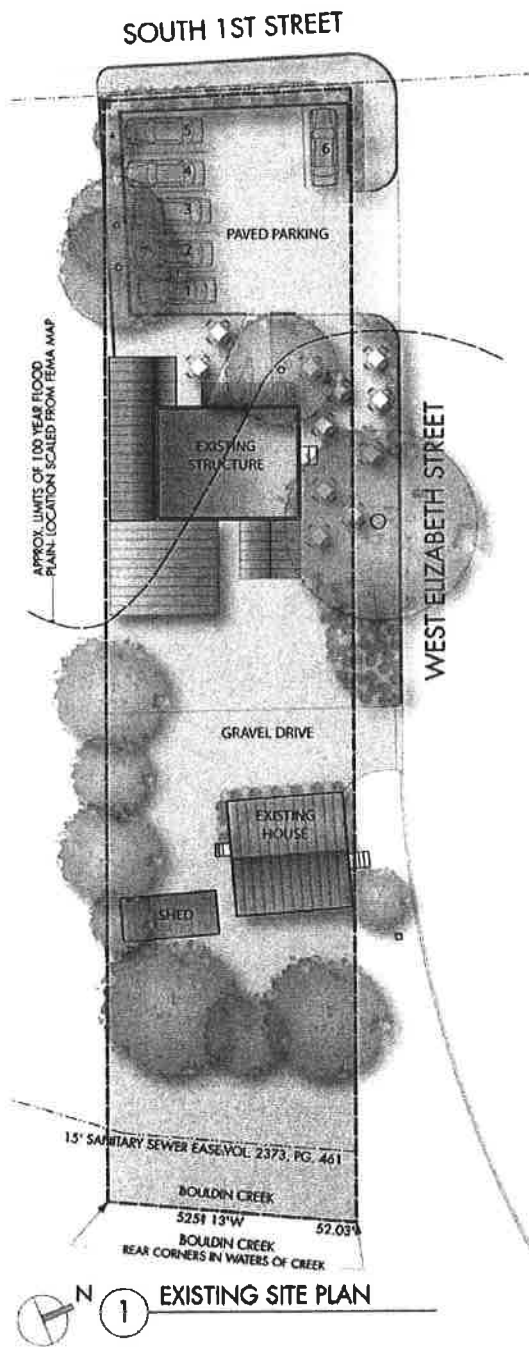 SOUTH 1ST STREET
5
4
3
2
1
6
PAVED PARKING
APPROX. LIMITS OF 100 YEAR FLOOD
PLAIN- LOCATION SCALED FROM FEMA MAP
EXISTING
STRUCTURE
WEST ELIZABETH STREET
GRAVEL DRIVE
EXISTING
HOUSE
SHED
15' SANITARY SEWER EASE.VOL. 2373, PG. 461
BOULDIN CREEK
52.03'
BOULDIN CREEK
REAR CORNERS IN WATERS OF CREEK
N
1
EXISTING SITE PLAN